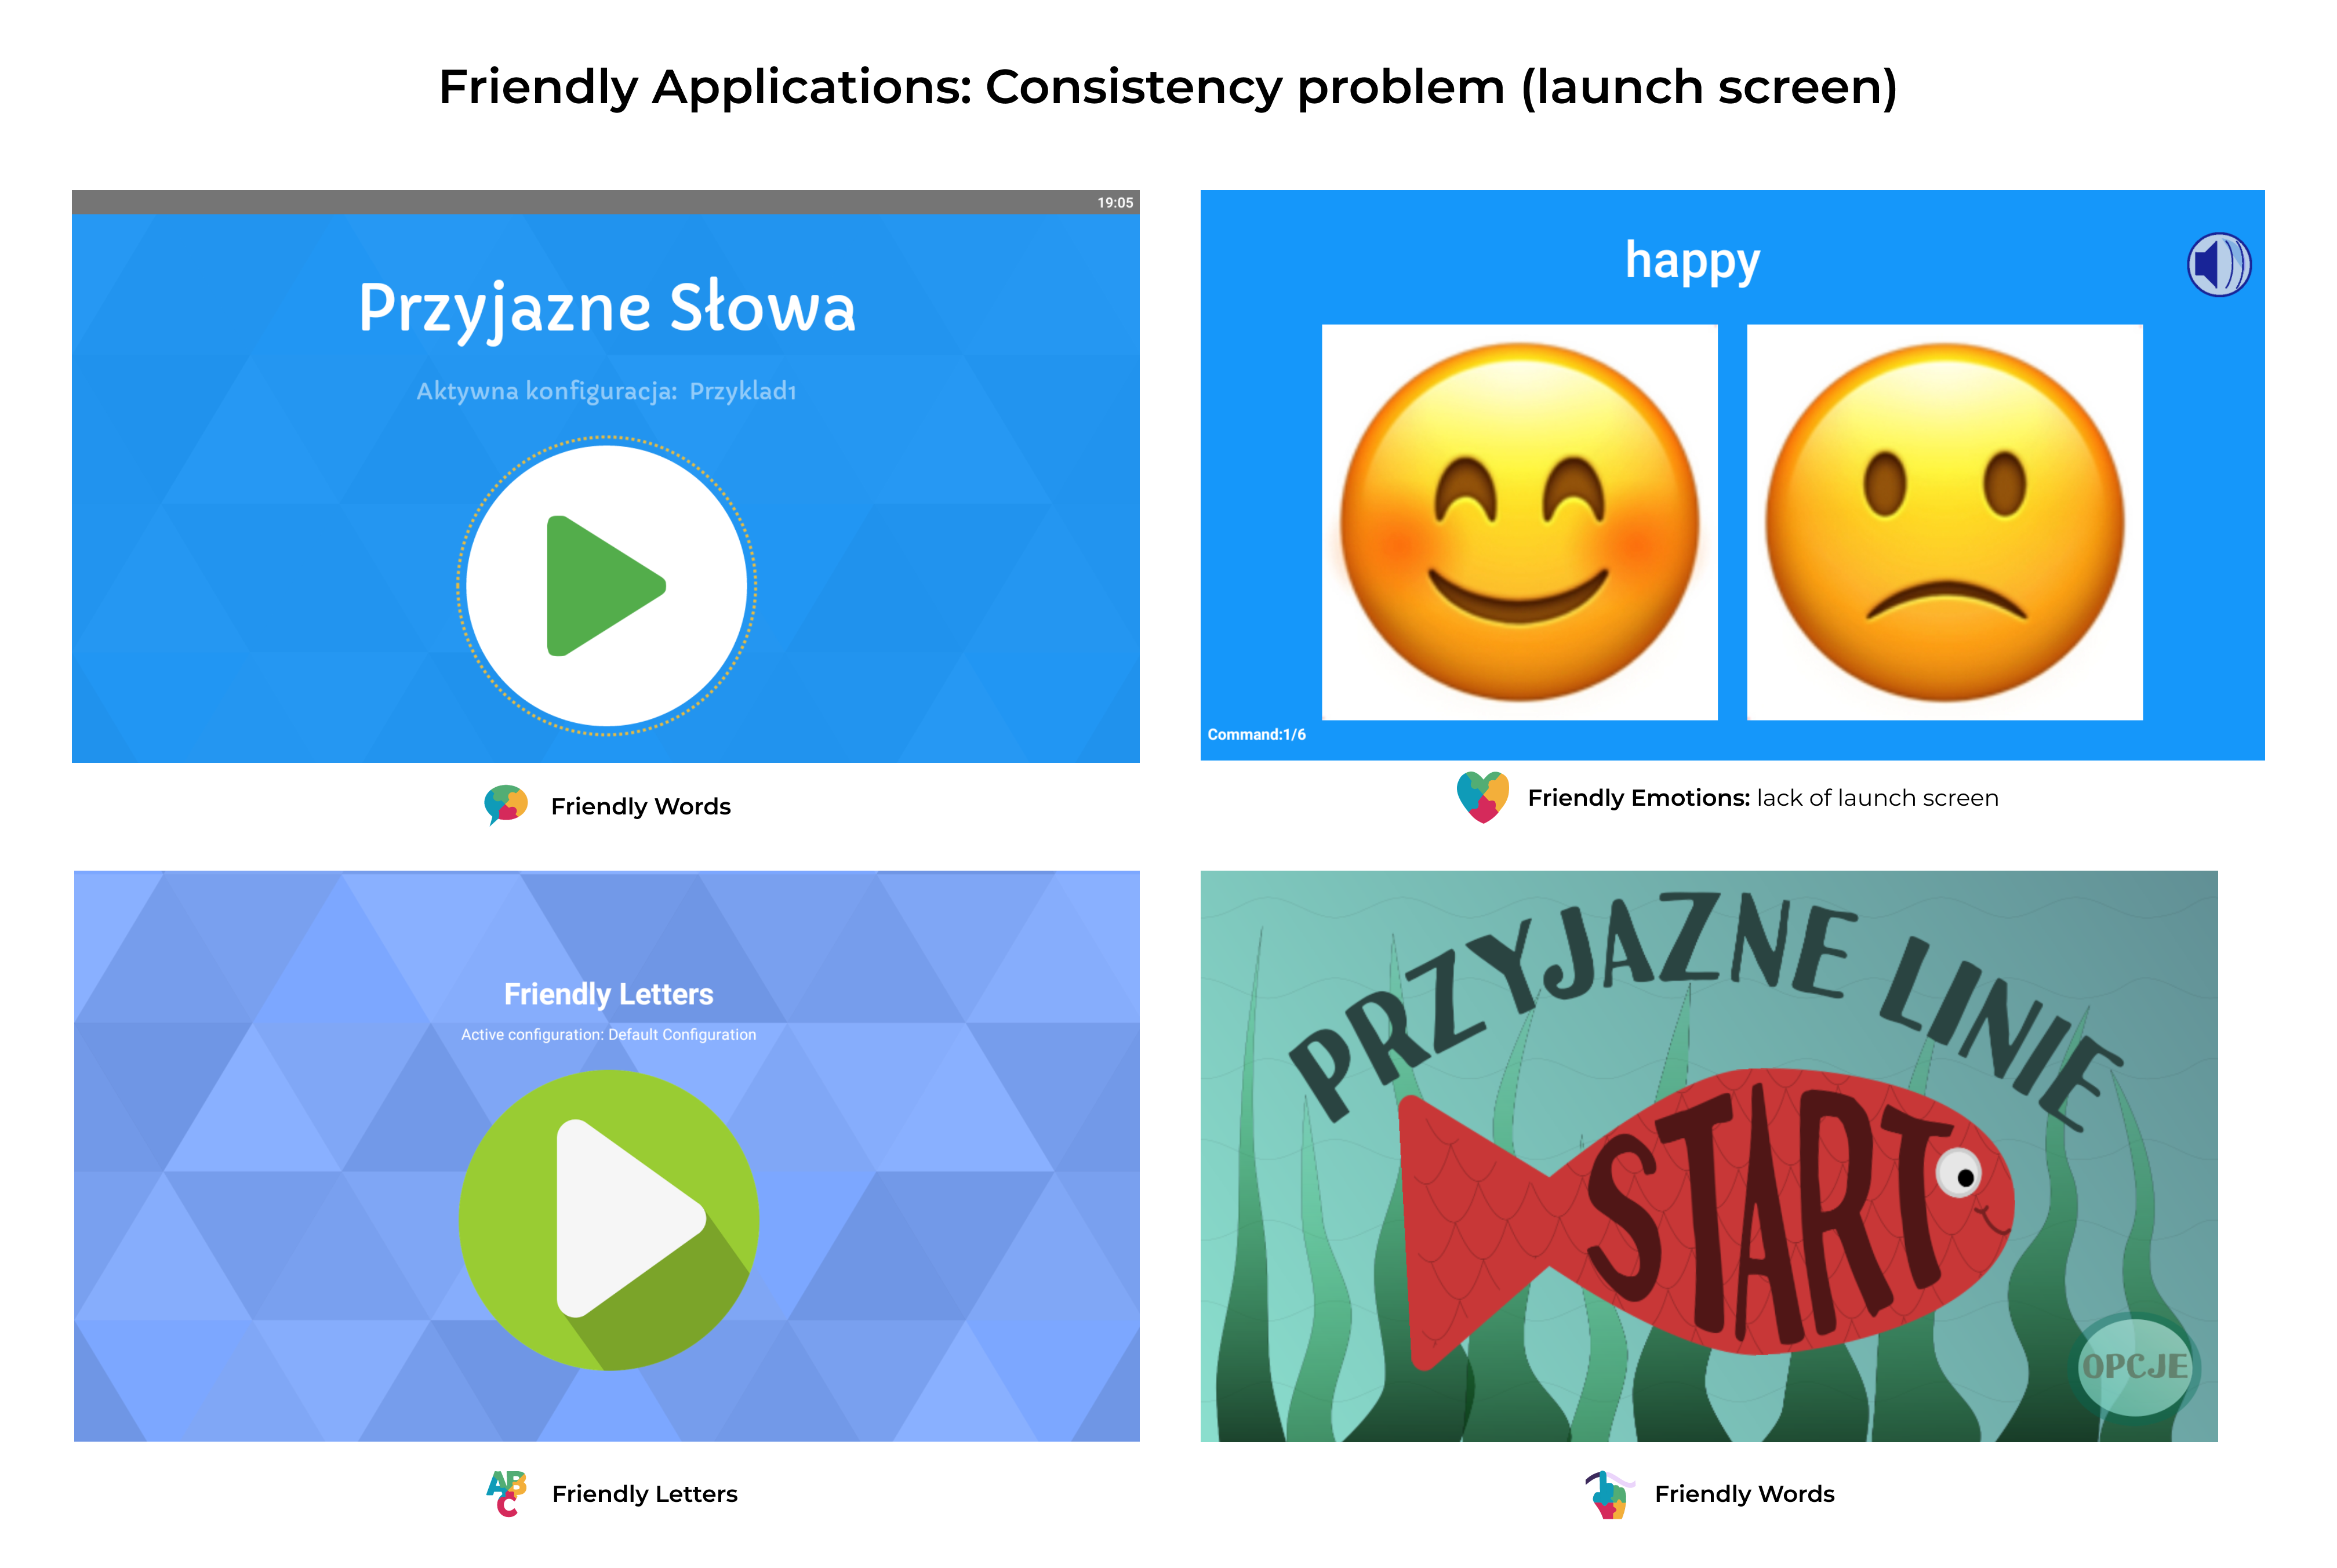 Friendly Applications: Consistency problem (launch screen)
19:05
Przyjazne Słowa
Aktywna konfiguracja: Przyklad1
Friendly Words
happy
Command:1/6
Friendly Emotions: lack of launch screen
Friendly Letters
Active configuration: Default Configuration
ABC
Friendly Letters
PRZYJAZNE LINIE
START
OPCJE
Friendly Words